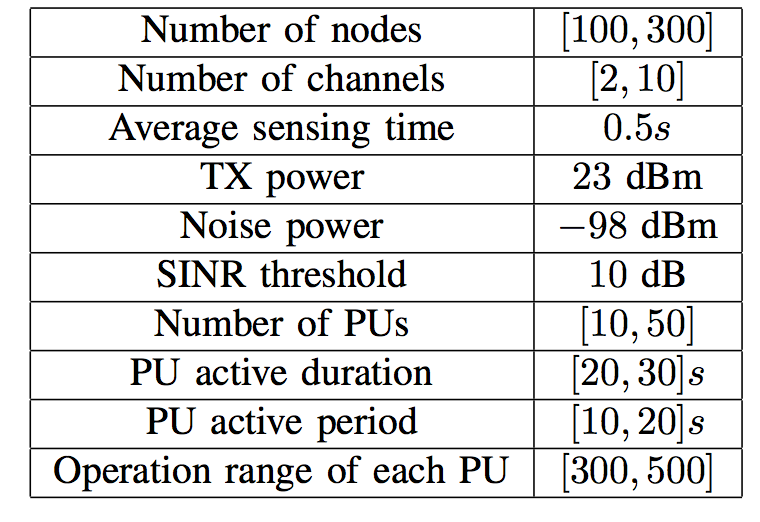 Number of nodes [100, 300]
Number of channels [2, 10]
Average sensing time 0.5s
TX power 23 dBm
Noise power −98 dBm
SINR threshold 10 dB
Number of PUs [10, 50]
PU active duration [20, 30]s
PU active period [10, 20]s
Operation range of each PU [300, 500]